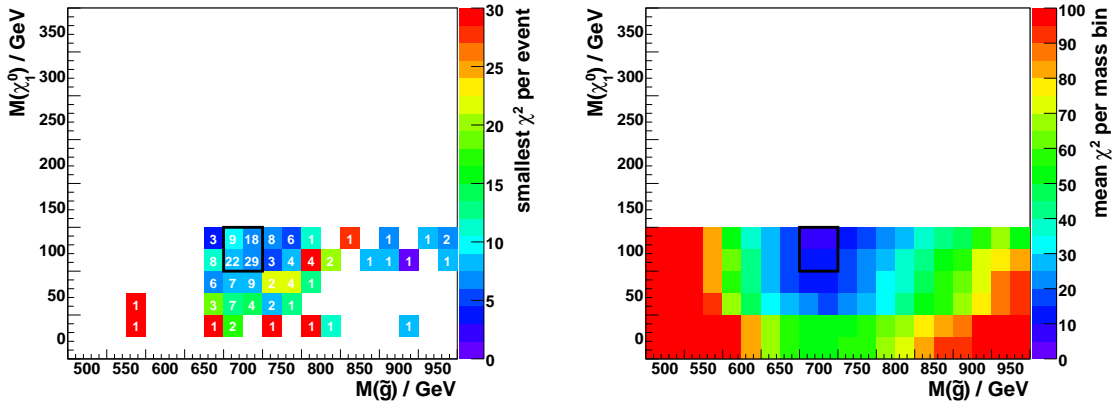 M(χ̃₁⁰) / GeV
350
300
250
200
150
100
50
0
3 9 18 8 6 1 1 1 1 2
8 22 29 3 4 4 2 1 1 1 1
6 7 9 2 4 1
1 3 7 4 2 1
1 1 2 1 1 1 1
500 550 600 650 700 750 800 850 900 950
M(g̃) / GeV
30
25
20
15
10
5
0
smallest χ² per event
M(χ̃₁⁰) / GeV
350
300
250
200
150
100
50
0
500 550 600 650 700 750 800 850 900 950
M(g̃) / GeV
100
90
80
70
60
50
40
30
20
10
0
mean χ² per mass bin